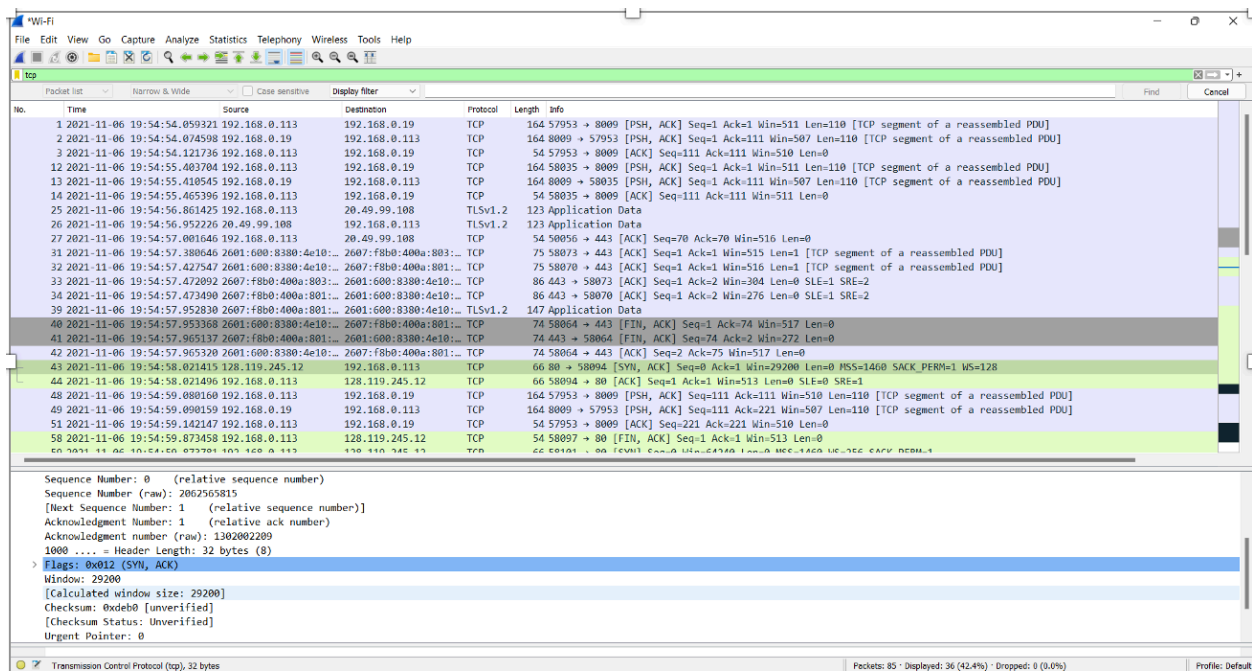 *Wi-Fi
File Edit View Go Capture Analyze Statistics Telephony Wireless Tools Help
tcp
Packet list Narrow & Wide Case sensitive Display filter Find Cancel
No. Time Source Destination Protocol Length Info
1 2021-11-06 19:54:54.059321 192.168.0.113 192.168.0.19 TCP 164 57953 → 8009 [PSH, ACK] Seq=1 Ack=1 Win=511 Len=110 [TCP segment of a reassembled PDU]
2 2021-11-06 19:54:54.074598 192.168.0.19 192.168.0.113 TCP 164 8009 → 57953 [PSH, ACK] Seq=1 Ack=111 Win=507 Len=110 [TCP segment of a reassembled PDU]
3 2021-11-06 19:54:54.121736 192.168.0.113 192.168.0.19 TCP 54 57953 → 8009 [ACK] Seq=111 Ack=111 Win=510 Len=0
12 2021-11-06 19:54:55.403704 192.168.0.113 192.168.0.19 TCP 164 58035 → 8009 [PSH, ACK] Seq=1 Ack=1 Win=511 Len=110 [TCP segment of a reassembled PDU]
13 2021-11-06 19:54:55.410545 192.168.0.19 192.168.0.113 TCP 164 8009 → 58035 [PSH, ACK] Seq=1 Ack=111 Win=507 Len=110 [TCP segment of a reassembled PDU]
14 2021-11-06 19:54:55.465396 192.168.0.113 192.168.0.19 TCP 54 58035 → 8009 [ACK] Seq=111 Ack=111 Win=511 Len=0
25 2021-11-06 19:54:56.861425 192.168.0.113 20.49.99.108 TLSv1.2 123 Application Data
26 2021-11-06 19:54:56.952226 20.49.99.108 192.168.0.113 TLSv1.2 123 Application Data
27 2021-11-06 19:54:57.001646 192.168.0.113 20.49.99.108 TCP 54 50056 → 443 [ACK] Seq=70 Ack=70 Win=516 Len=0
31 2021-11-06 19:54:57.380646 2601:600:8380:4e10:… 2607:f8b0:400a:803:… TCP 75 58073 → 443 [ACK] Seq=1 Ack=1 Win=515 Len=1 [TCP segment of a reassembled PDU]
32 2021-11-06 19:54:57.427547 2601:600:8380:4e10:… 2607:f8b0:400a:801:… TCP 75 58070 → 443 [ACK] Seq=1 Ack=1 Win=516 Len=1 [TCP segment of a reassembled PDU]
33 2021-11-06 19:54:57.472092 2607:f8b0:400a:803:… 2601:600:8380:4e10:… TCP 86 443 → 58073 [ACK] Seq=1 Ack=2 Win=304 Len=0 SLE=1 SRE=2
34 2021-11-06 19:54:57.473490 2607:f8b0:400a:801:… 2601:600:8380:4e10:… TCP 86 443 → 58070 [ACK] Seq=1 Ack=2 Win=276 Len=0 SLE=1 SRE=2
39 2021-11-06 19:54:57.952830 2607:f8b0:400a:801:… 2601:600:8380:4e10:… TLSv1.2 147 Application Data
40 2021-11-06 19:54:57.953368 2601:600:8380:4e10:… 2607:f8b0:400a:801:… TCP 74 58064 → 443 [FIN, ACK] Seq=1 Ack=74 Win=517 Len=0
41 2021-11-06 19:54:57.965137 2607:f8b0:400a:801:… 2601:600:8380:4e10:… TCP 74 443 → 58064 [FIN, ACK] Seq=74 Ack=2 Win=272 Len=0
42 2021-11-06 19:54:57.965320 2601:600:8380:4e10:… 2607:f8b0:400a:801:… TCP 74 58064 → 443 [ACK] Seq=2 Ack=75 Win=517 Len=0
43 2021-11-06 19:54:58.021415 128.119.245.12 192.168.0.113 TCP 66 80 → 58094 [SYN, ACK] Seq=0 Ack=1 Win=29200 Len=0 MSS=1460 SACK_PERM=1 WS=128
44 2021-11-06 19:54:58.021496 192.168.0.113 128.119.245.12 TCP 66 58094 → 80 [ACK] Seq=1 Ack=1 Win=513 Len=0 SLE=0 SRE=1
48 2021-11-06 19:54:59.080160 192.168.0.113 192.168.0.19 TCP 164 57953 → 8009 [PSH, ACK] Seq=111 Ack=111 Win=510 Len=110 [TCP segment of a reassembled PDU]
49 2021-11-06 19:54:59.090159 192.168.0.19 192.168.0.113 TCP 164 8009 → 57953 [PSH, ACK] Seq=111 Ack=221 Win=507 Len=110 [TCP segment of a reassembled PDU]
51 2021-11-06 19:54:59.142147 192.168.0.113 192.168.0.19 TCP 54 57953 → 8009 [ACK] Seq=221 Ack=221 Win=510 Len=0
58 2021-11-06 19:54:59.873458 192.168.0.113 128.119.245.12 TCP 54 58097 → 80 [FIN, ACK] Seq=1 Ack=1 Win=513 Len=0
59 2021-11-06 19:54:59.873781 192.168.0.113 128.119.245.12 TCP 66 58101 → 80 [SYN] Seq=0 Win=64240 Len=0 MSS=1460 WS=256 SACK_PERM=1
Sequence Number: 0 (relative sequence number)
Sequence Number (raw): 2062565815
[Next Sequence Number: 1 (relative sequence number)]
Acknowledgment Number: 1 (relative ack number)
Acknowledgment number (raw): 1302002209
1000 .... = Header Length: 32 bytes (8)
Flags: 0x012 (SYN, ACK)
Window: 29200
[Calculated window size: 29200]
Checksum: 0xdeb0 [unverified]
[Checksum Status: Unverified]
Urgent Pointer: 0
Transmission Control Protocol (tcp), 32 bytes Packets: 85 · Displayed: 36 (42.4%) · Dropped: 0 (0.0%) Profile: Default